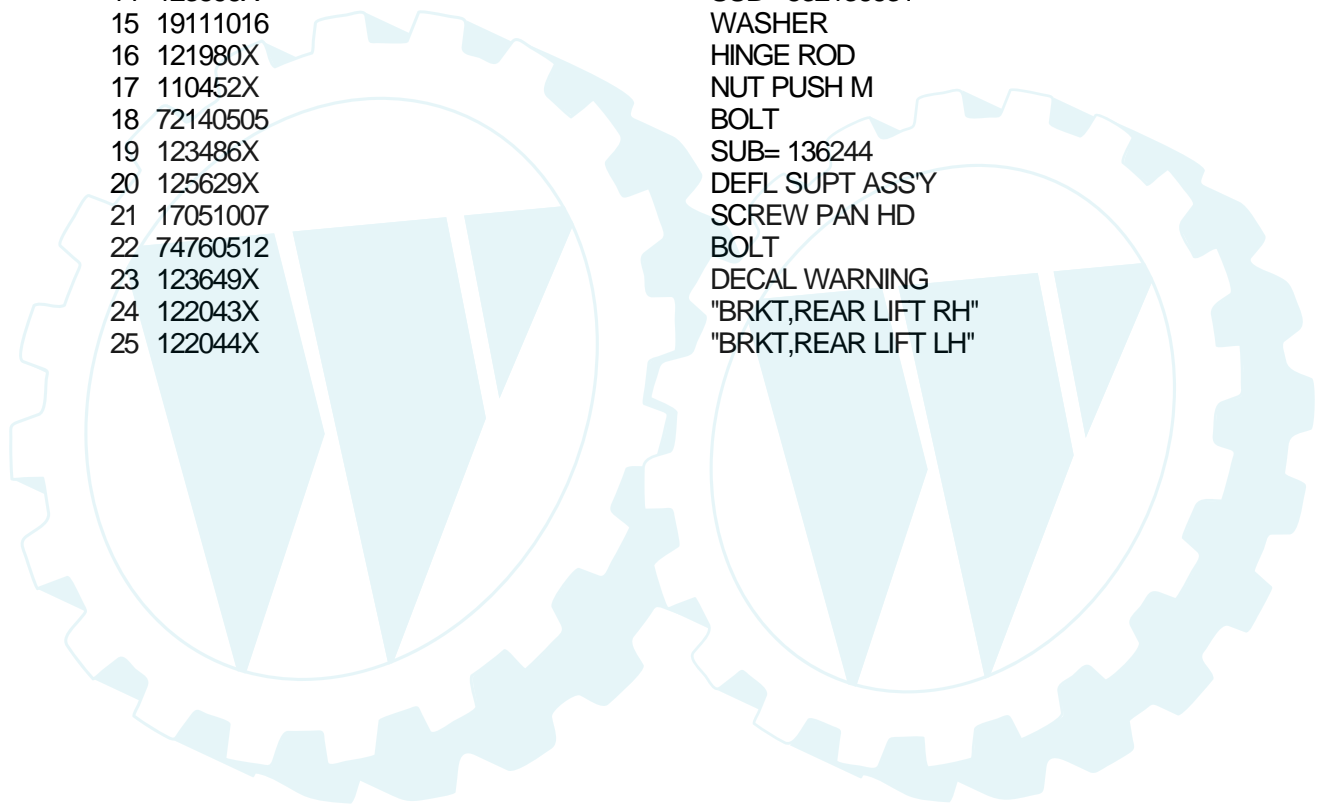 15 19111016 WASHER
16 121980X HINGE ROD
17 110452X NUT PUSH M
18 72140505 BOLT
19 123486X SUB= 136244
20 125629X DEFL SUPT ASS'Y
21 17051007 SCREW PAN HD
22 74760512 BOLT
23 123649X DECAL WARNING
24 122043X "BRKT,REAR LIFT RH"
25 122044X "BRKT,REAR LIFT LH"